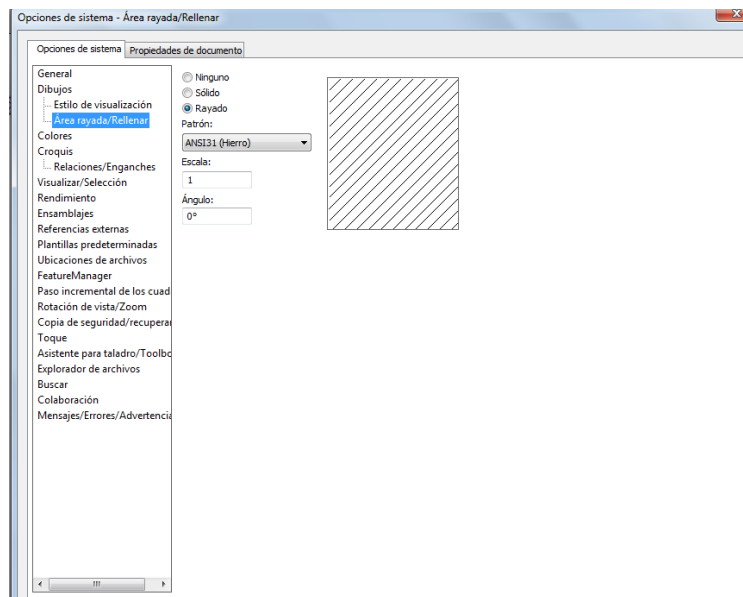 Opciones de sistema - Área rayada/Rellenar
Opciones de sistema
Propiedades de documento
General
Dibujos
Estilo de visualización
Área rayada/Rellenar
Colores
Croquis
Relaciones/Enganches
Visualizar/Selección
Rendimiento
Ensamblajes
Referencias externas
Plantillas predeterminadas
Ubicaciones de archivos
FeatureManager
Paso incremental de los cuad
Rotación de vista/Zoom
Copia de seguridad/recuperar
Toque
Asistente para taladro/Toolbo
Explorador de archivos
Buscar
Colaboración
Mensajes/Errores/Advertencia
Ninguno
Sólido
Rayado
Patrón:
ANSI31 (Hierro)
Escala:
1
Ángulo:
0°